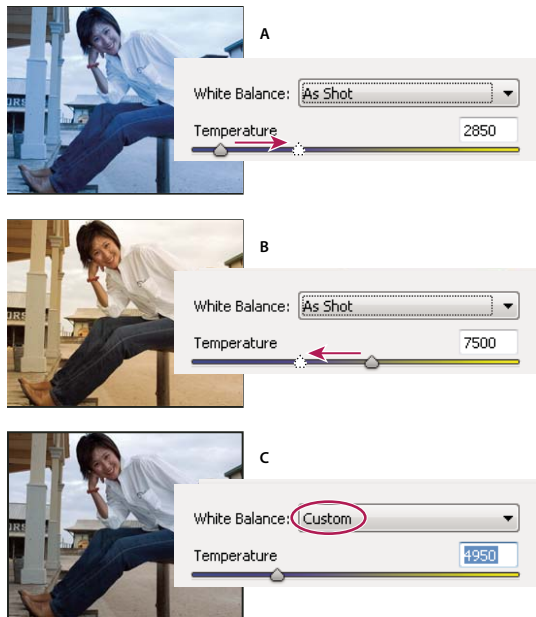 A
White Balance: As Shot
Temperature 2850
B
White Balance: As Shot
Temperature 7500
C
White Balance: Custom
Temperature 4950